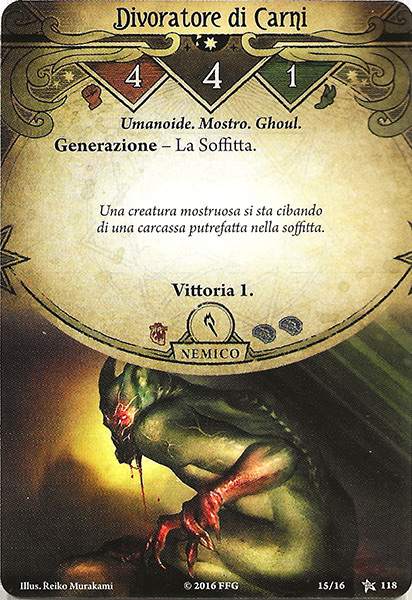 Divoratore di Carni
4 4 1
Umanoide. Mostro. Ghoul.
Generazione – La Soffitta.
Una creatura mostruosa si sta cibando
di una carcassa putrefatta nella soffitta.
Vittoria 1.
NEMICO
Illus. Reiko Murakami © 2016 FFG 15/16 118